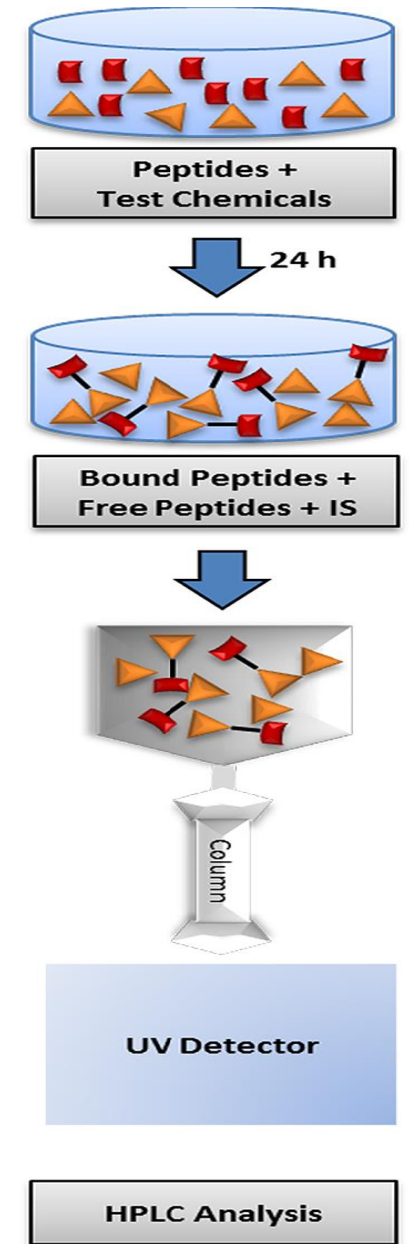 Peptides +
Test Chemicals
24 h
Bound Peptides +
Free Peptides + IS
Column
UV Detector
HPLC Analysis